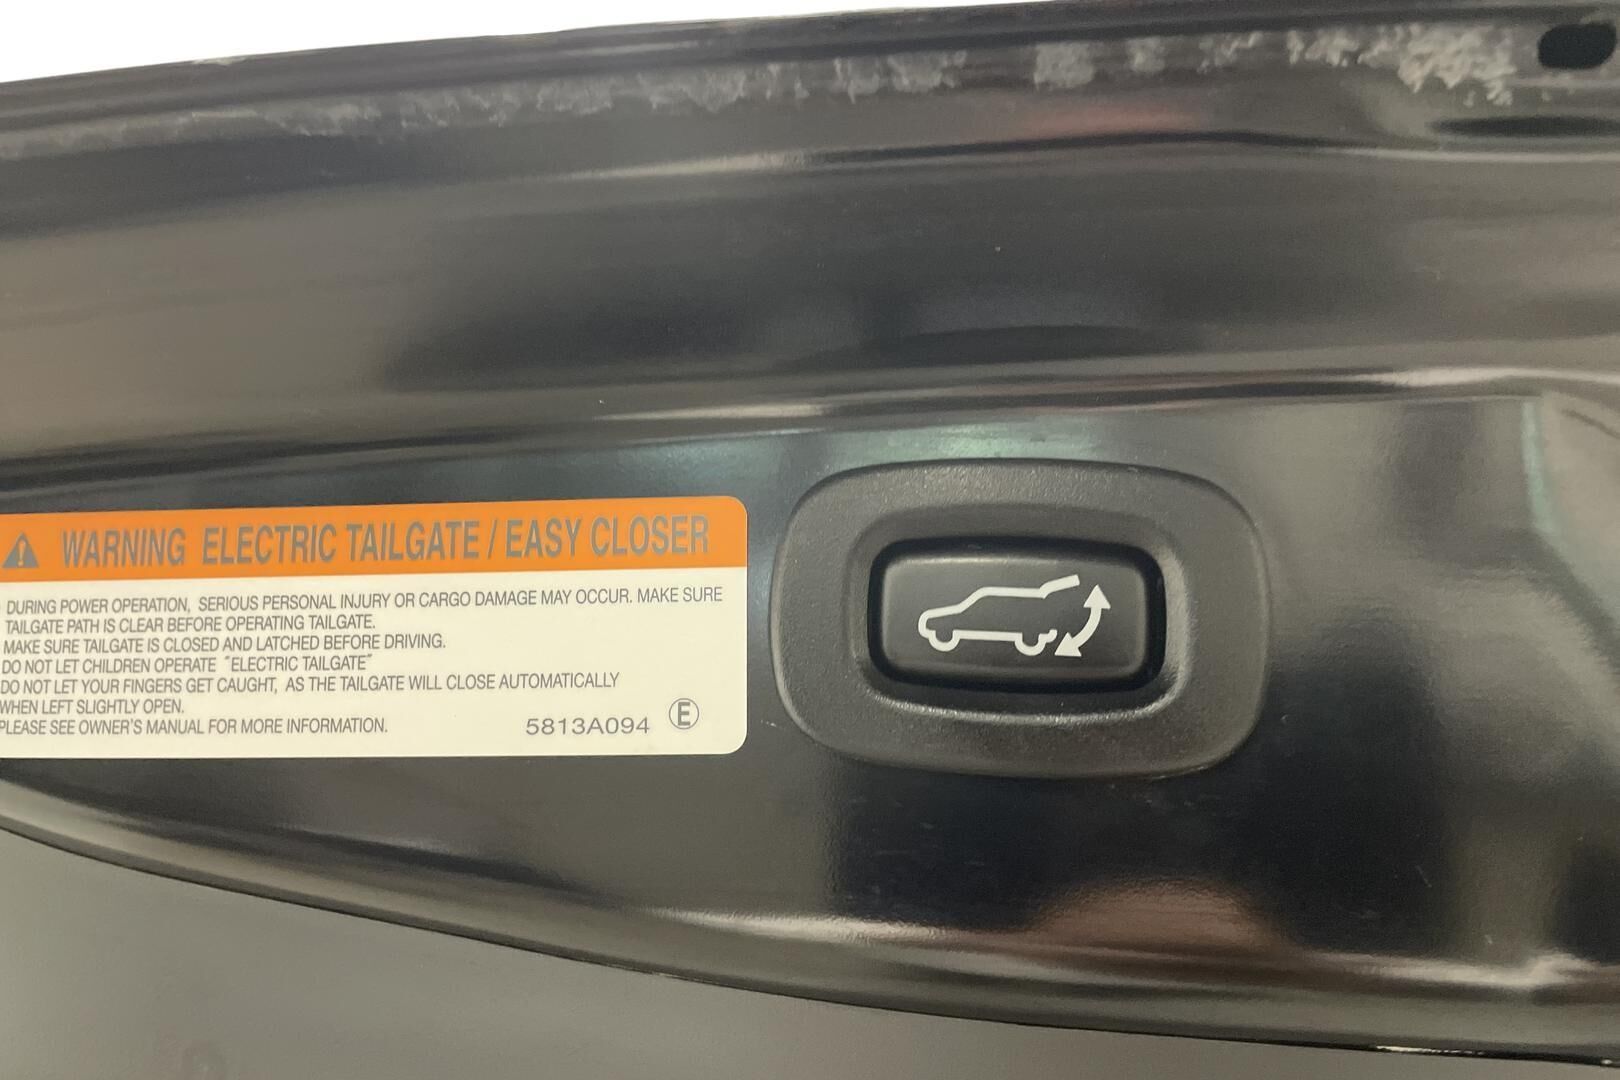 WARNING ELECTRIC TAILGATE / EASY CLOSER
DURING POWER OPERATION, SERIOUS PERSONAL INJURY OR CARGO DAMAGE MAY OCCUR. MAKE SURE
TAILGATE PATH IS CLEAR BEFORE OPERATING TAILGATE.
MAKE SURE TAILGATE IS CLOSED AND LATCHED BEFORE DRIVING.
DO NOT LET CHILDREN OPERATE "ELECTRIC TAILGATE"
DO NOT LET YOUR FINGERS GET CAUGHT, AS THE TAILGATE WILL CLOSE AUTOMATICALLY
WHEN LEFT SLIGHTLY OPEN.
PLEASE SEE OWNER'S MANUAL FOR MORE INFORMATION. 5813A094 Ⓔ